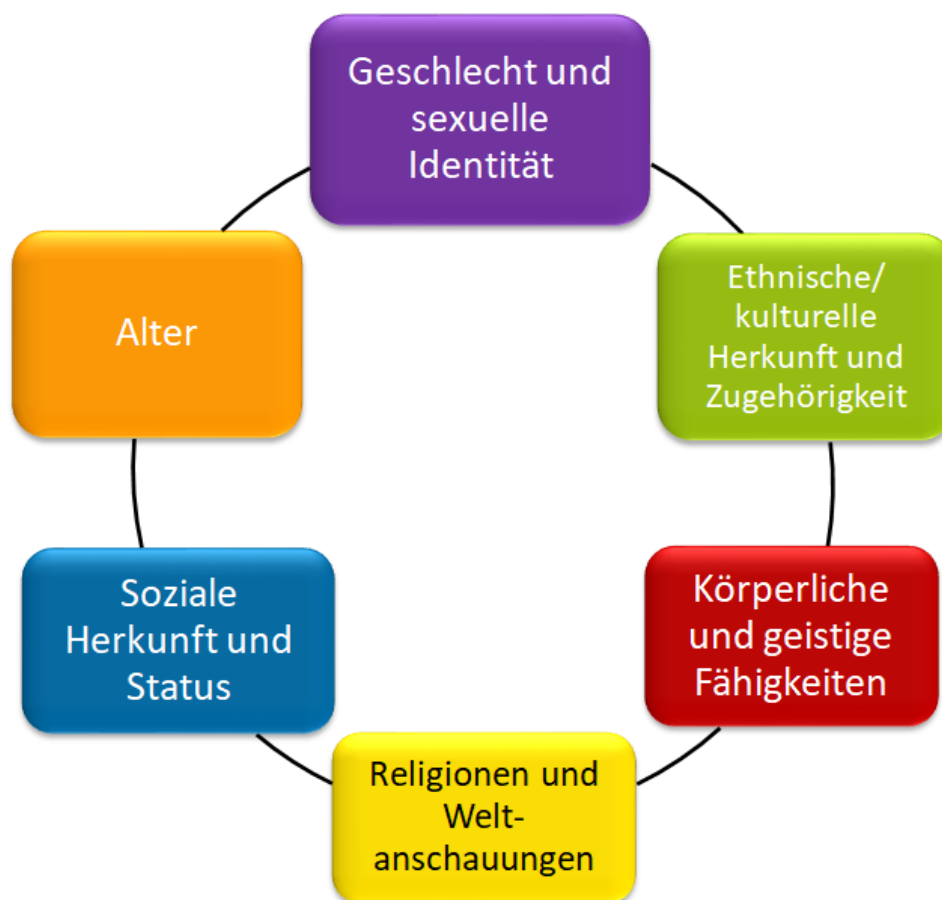 Geschlecht und
sexuelle
Identität
Ethnische/
kulturelle
Herkunft und
Zugehörigkeit
Körperliche
und geistige
Fähigkeiten
Religionen und
Welt-
anschauungen
Soziale
Herkunft und
Status
Alter